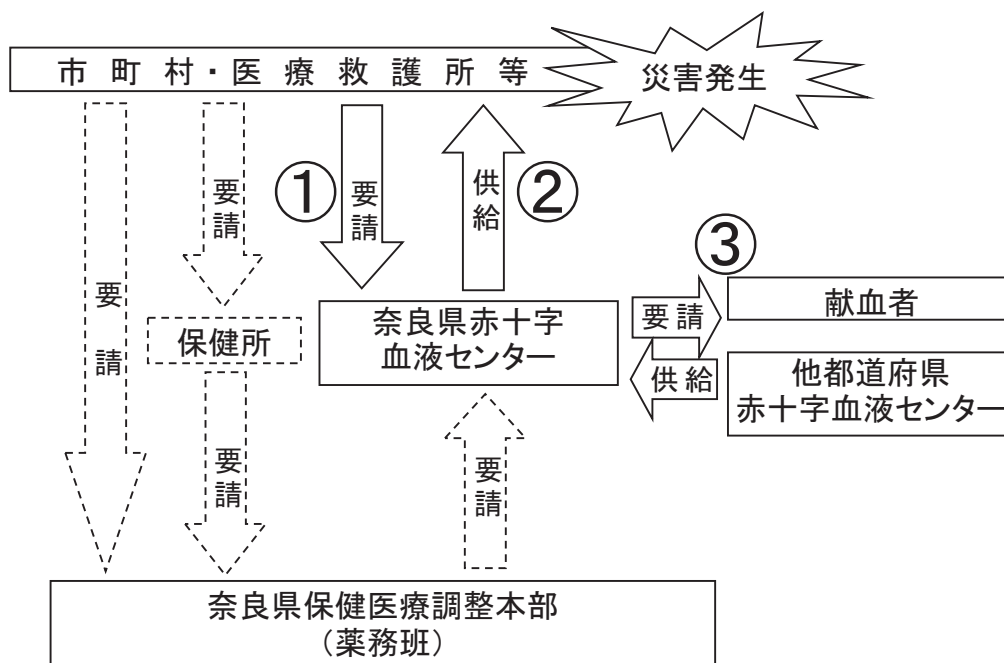 市町村・医療救護所等
災害発生
要請
要請
①
要請
供給
②
③
要請
供給
献血者
他都道府県
赤十字血液センター
保健所
奈良県赤十字
血液センター
要請
要請
奈良県保健医療調整本部
（薬務班）